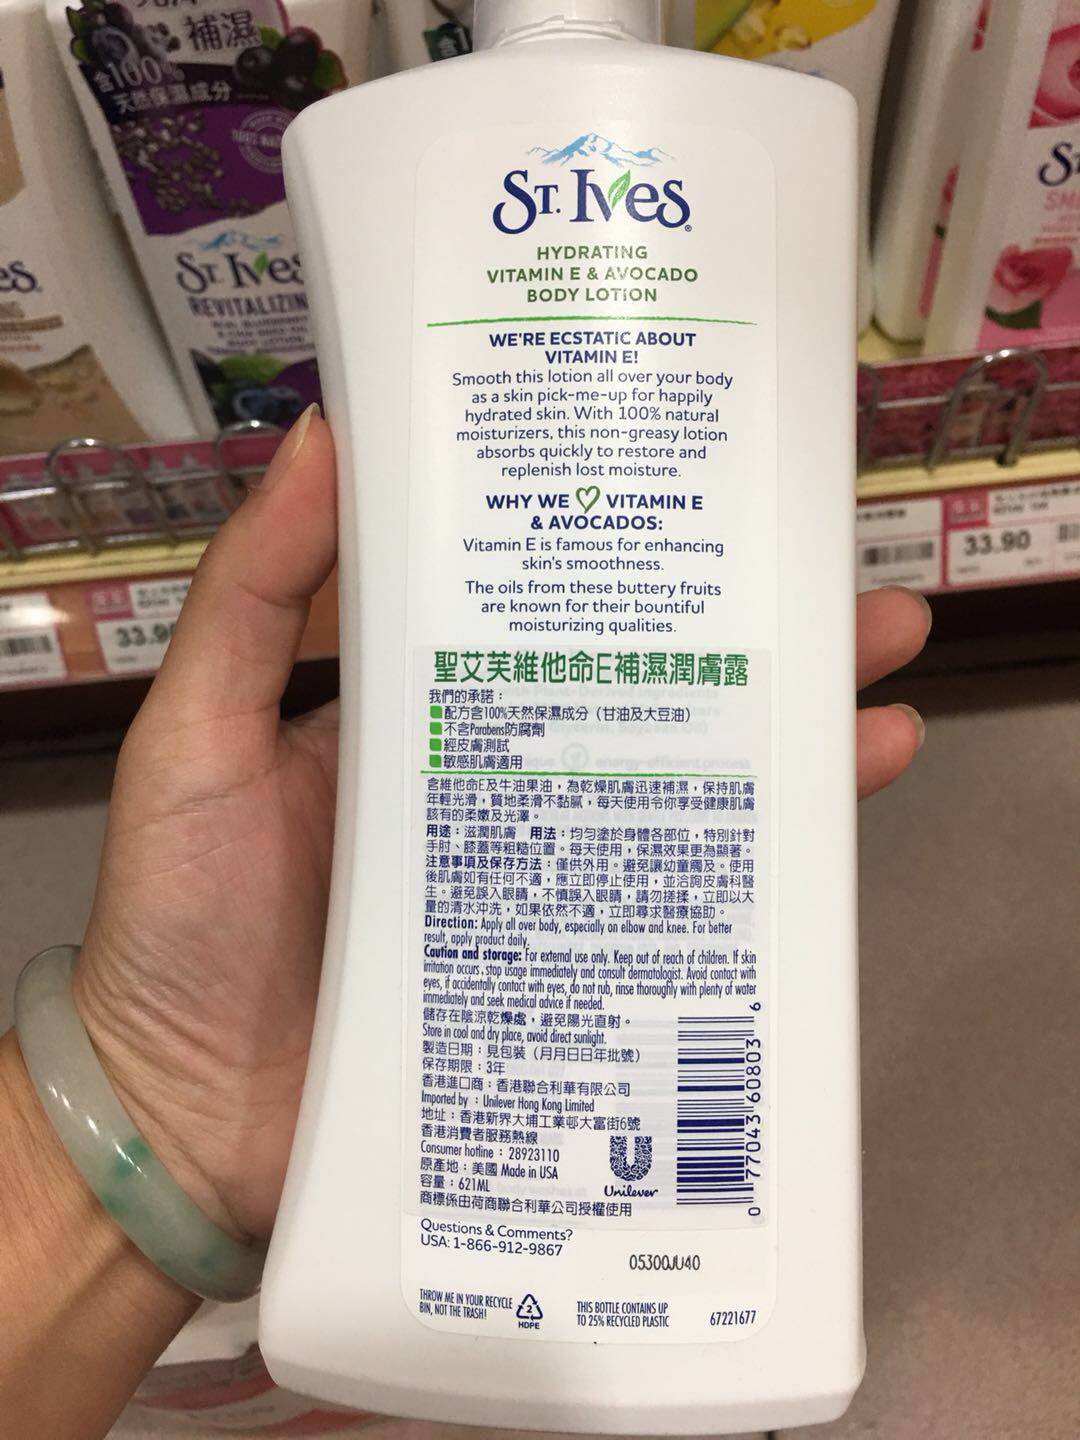 補濕
含100%
天然保濕成分
ST. IVES
REVITALIZIN
ST. IVES
HYDRATING
VITAMIN E & AVOCADO
BODY LOTION
WE'RE ECSTATIC ABOUT
VITAMIN E!
Smooth this lotion all over your body
as a skin pick-me-up for happily
hydrated skin. With 100% natural
moisturizers, this non-greasy lotion
absorbs quickly to restore and
replenish lost moisture.
WHY WE VITAMIN E
& AVOCADOS:
Vitamin E is famous for enhancing
skin's smoothness.
The oils from these buttery fruits
are known for their bountiful
moisturizing qualities.
聖艾芙維他命E補濕潤膚露
我們的承諾：
配方含100%天然保濕成分（甘油及大豆油）
不含Parabens防腐劑
經皮膚測試
敏感肌膚適用
含維他命E及牛油果油，為乾燥肌膚迅速補濕，保持肌膚
年輕光滑，質地柔滑不黏膩，每天使用令你享受健康肌膚
該有的柔嫩及光澤。
用途：滋潤肌膚 用法：均勻塗於身體各部位，特別針對
手肘、膝蓋等粗糙位置。每天使用，保濕效果更為顯著。
注意事項及保存方法：僅供外用。避免讓幼童觸及。使用
後肌膚如有任何不適，應立即停止使用，並洽詢皮膚科醫
生。避免誤入眼睛，不慎誤入眼睛，請勿搓揉，立即以大
量的清水沖洗，如果依然不適，立即尋求醫療協助。
Direction: Apply all over body, especially on elbow and knee. For better
result, apply product daily.
Caution and storage: For external use only. Keep out of reach of children. If skin
irritation occurs, stop usage immediately and consult dermatologist. Avoid contact with
eyes, if accidentally contact with eyes, do not rub, rinse thoroughly with plenty of water
immediately and seek medical advice if needed.
儲存在陰涼乾燥處，避免陽光直射。
Store in cool and dry place, avoid direct sunlight.
製造日期：見包裝（月月日日年批號）
保存期限：3年
香港進口商：香港聯合利華有限公司
Imported by : Unilever Hong Kong Limited
地址：香港新界大埔工業邨大富街6號
香港消費者服務熱線
Consumer hotline：28923110
原產地：美國 Made in USA
容量：621ML
商標係由荷商聯合利華公司授權使用
Unilever
0 77043 60803 6
Questions & Comments?
USA: 1-866-912-9867
05300JU40
THROW ME IN YOUR RECYCLE
BIN, NOT THE TRASH!
2
HDPE
THIS BOTTLE CONTAINS UP
TO 25% RECYCLED PLASTIC
67221677
33.90
33.9